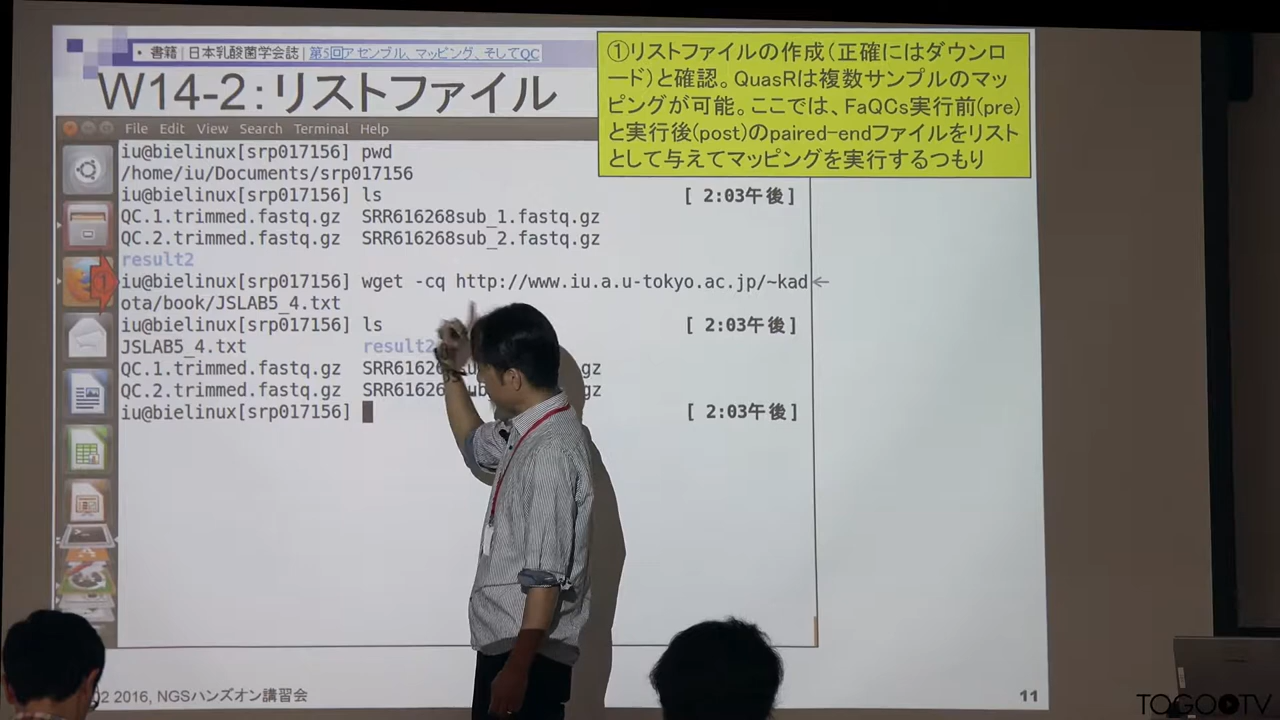 ・書籍 | 日本乳酸菌学会誌 | 第5回アセンブル、マッピング、そしてQC
W14-2：リストファイル
①リストファイルの作成(正確にはダウンロ
ード)と確認。QuasRは複数サンプルのマッ
ピングが可能。ここでは、FaQCs実行前(pre)
と実行後(post)のpaired-endファイルをリスト
として与えてマッピングを実行するつもり
File Edit View Search Terminal Help
iu@bielinux[srp017156] pwd
/home/iu/Documents/srp017156
iu@bielinux[srp017156] ls [ 2:03午後]
QC.1.trimmed.fastq.gz SRR616268sub_1.fastq.gz
QC.2.trimmed.fastq.gz SRR616268sub_2.fastq.gz
result2
① iu@bielinux[srp017156] wget -cq http://www.iu.a.u-tokyo.ac.jp/~kad ←
ota/book/JSLAB5_4.txt
iu@bielinux[srp017156] ls [ 2:03午後]
JSLAB5_4.txt result2
QC.1.trimmed.fastq.gz SRR6162 gz
QC.2.trimmed.fastq.gz SRR6162 gz
iu@bielinux[srp017156] [ 2:03午後]
2 2016, NGSハンズオン講習会
11
TOGOTV